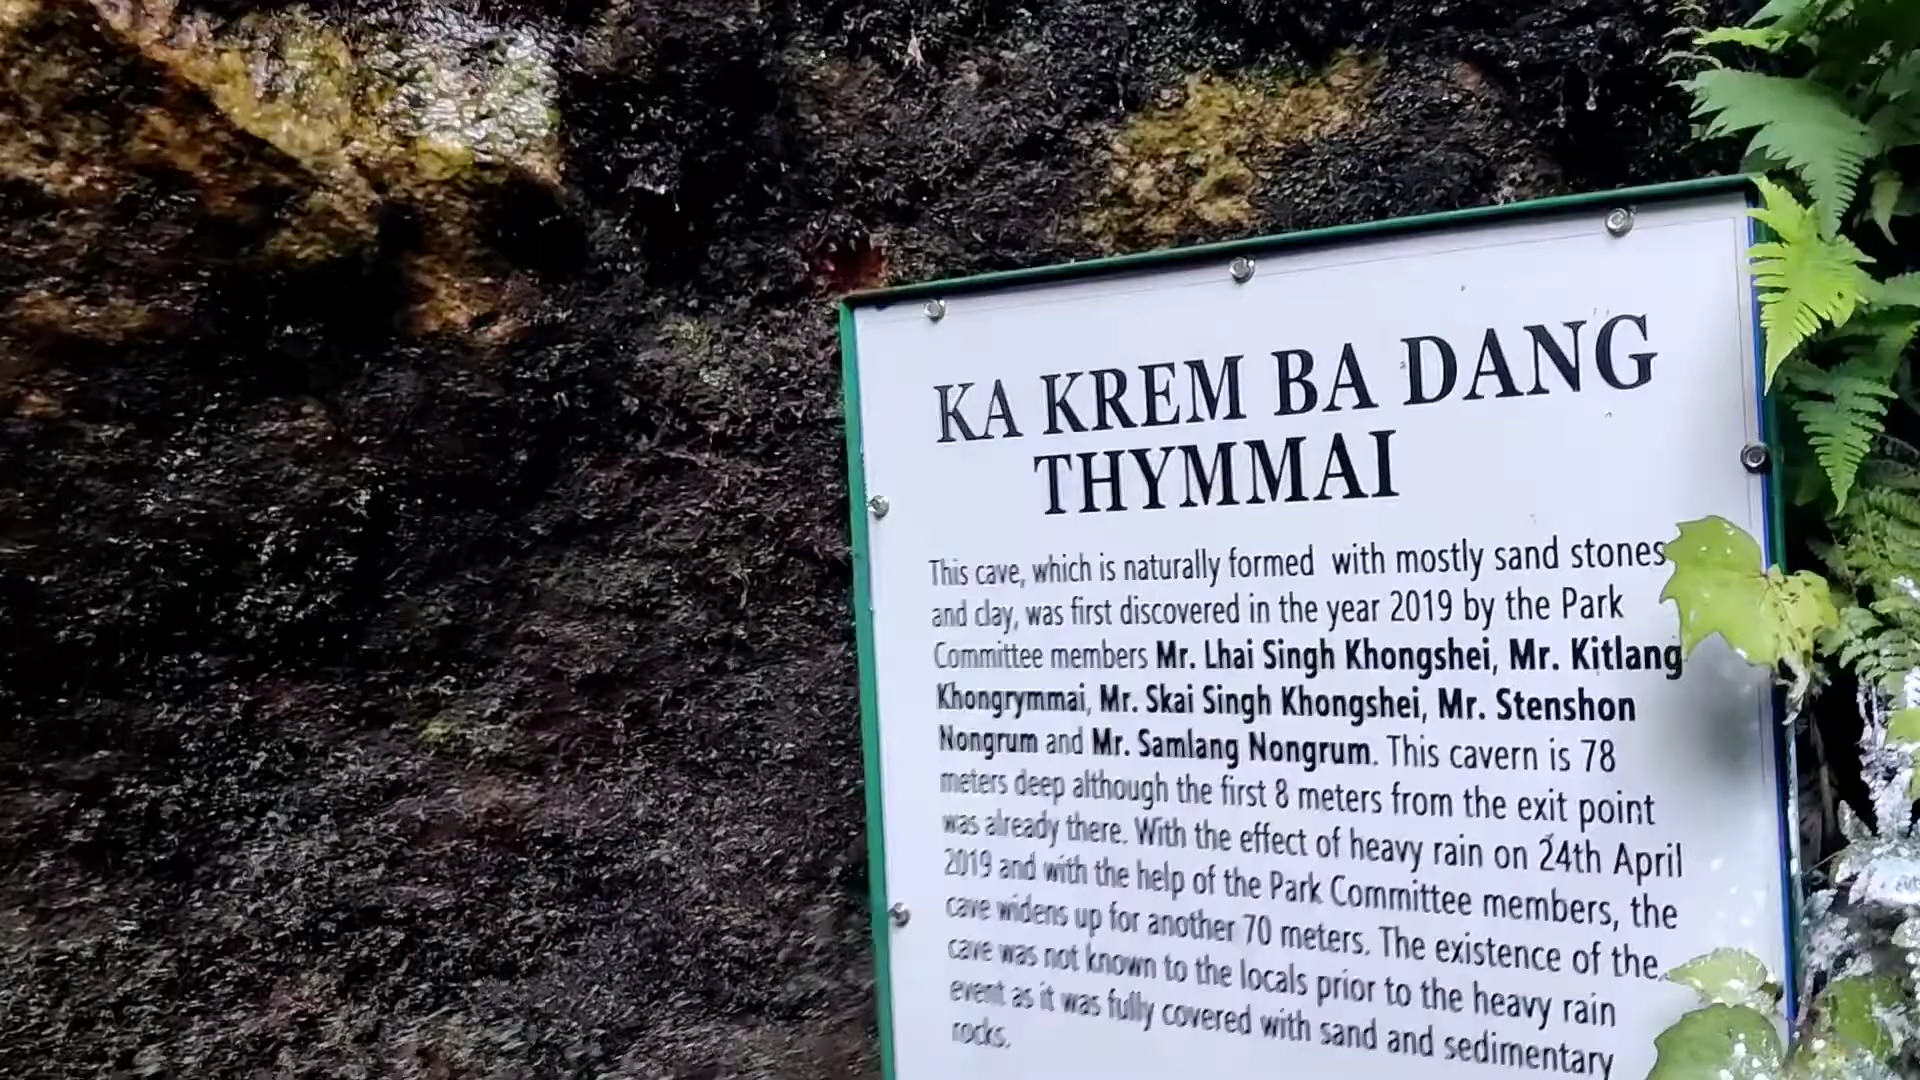 KA KREM BA DANG
THYMMAI
This cave, which is naturally formed with mostly sand stones
and clay, was first discovered in the year 2019 by the Park
Committee members Mr. Lhai Singh Khongshei, Mr. Kitlang
Khongrymmai, Mr. Skai Singh Khongshei, Mr. Stenshon
Nongrum and Mr. Samlang Nongrum. This cavern is 78
meters deep although the first 8 meters from the exit point
was already there. With the effect of heavy rain on 24th April
2019 and with the help of the Park Committee members, the
cave widens up for another 70 meters. The existence of the
cave was not known to the locals prior to the heavy rain
event as it was fully covered with sand and sedimentary
rocks.